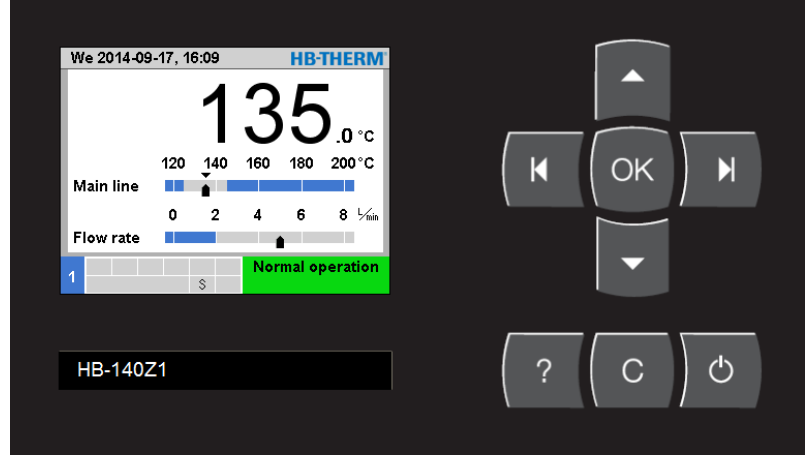 We 2014-09-17, 16:09 HB-THERM
135.0 °C
120 140 160 180 200°C
Main line
0 2 4 6 8 L/min
Flow rate
1 S Normal operation
OK
HB-140Z1
? C